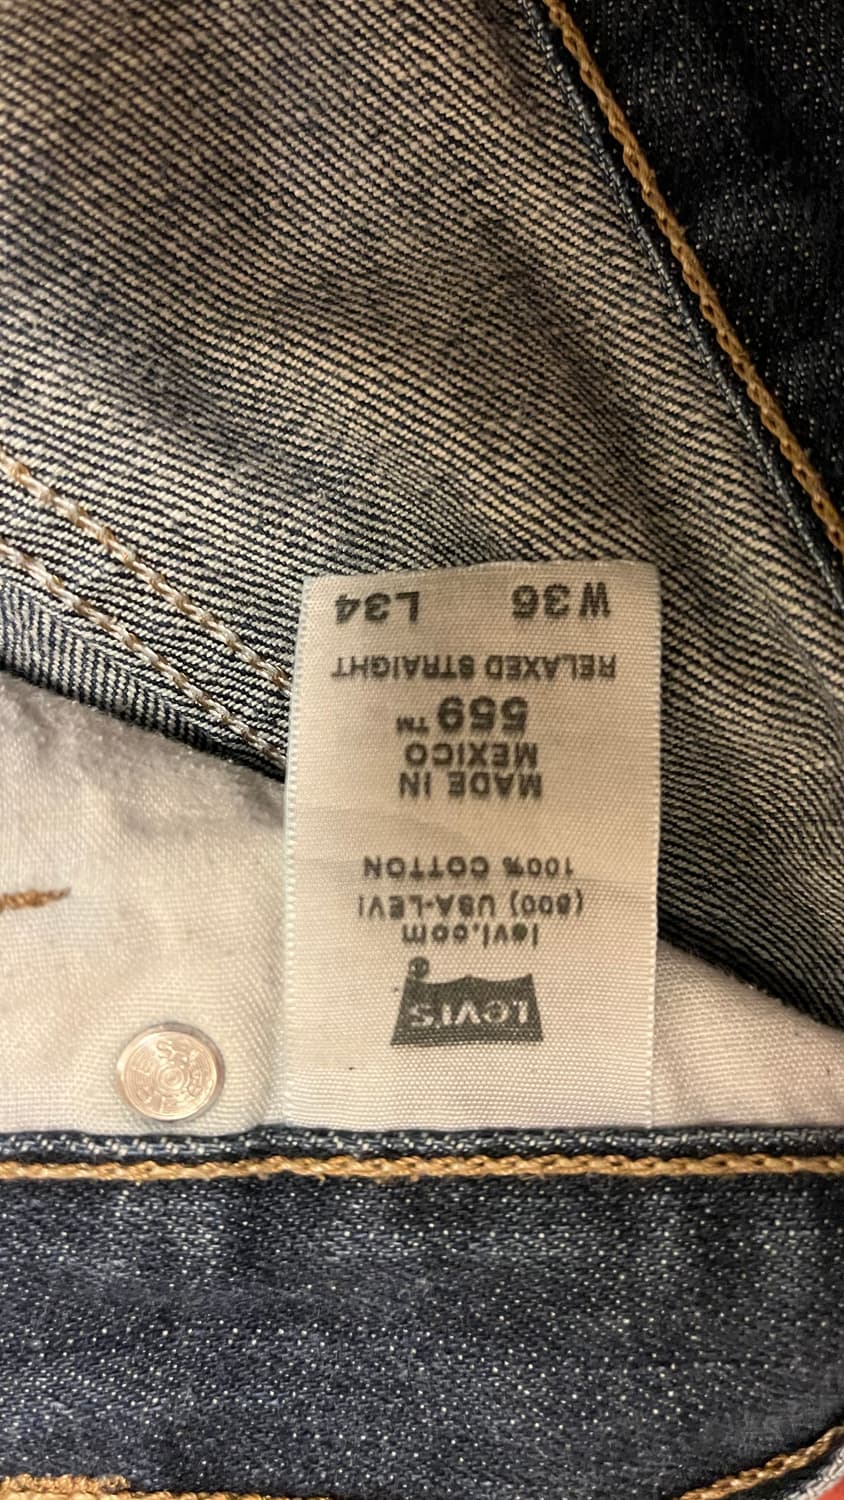 LEVI'S®
levi.com
(800) USA-LEVI
100% COTTON
MADE IN
MEXICO
559™
RELAXED STRAIGHT
W36 L34